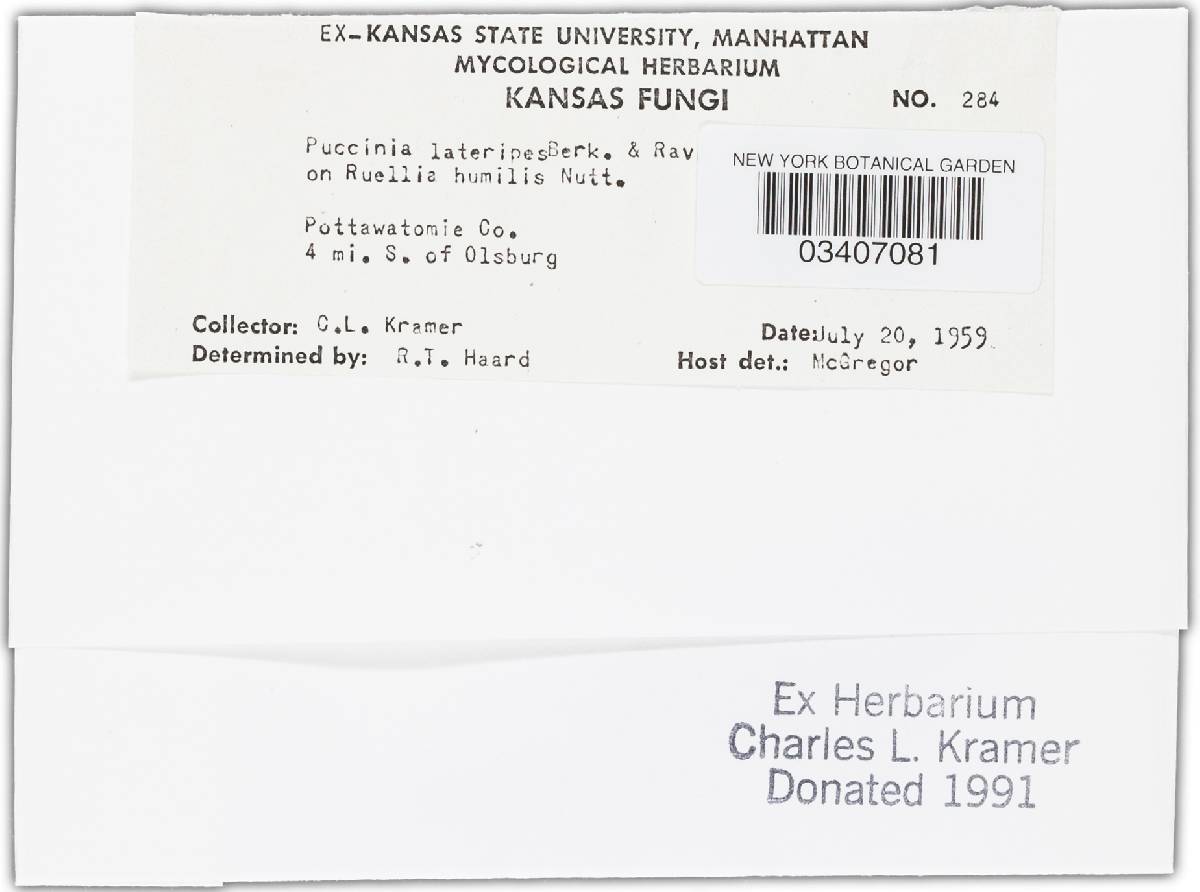 EX-KANSAS STATE UNIVERSITY, MANHATTAN
MYCOLOGICAL HERBARIUM
KANSAS FUNGI NO. 284
Puccinia lateripes Berk. & Rav
on Ruellia humilis Nutt.
NEW YORK BOTANICAL GARDEN
03407081
Pottawatomie Co.
4 mi. S. of Olsburg
Collector: C.L. Kramer Date: July 20, 1959
Determined by: R.T. Haard Host det.: McGregor
Ex Herbarium
Charles L. Kramer
Donated 1991